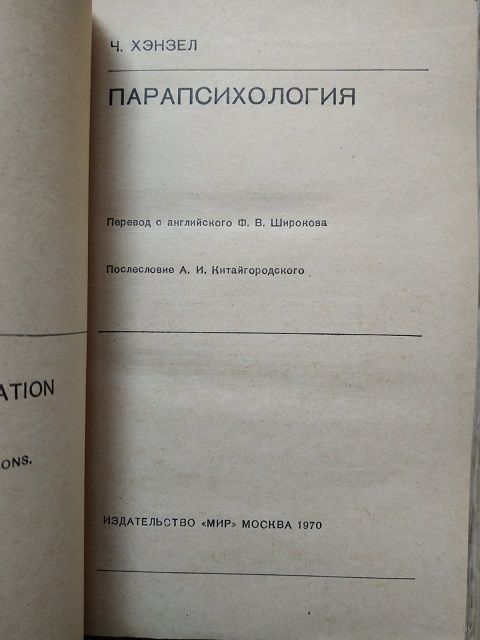 ATION
ONS.
Ч. ХЭНЗЕЛ
ПАРАПСИХОЛОГИЯ
Перевод с английского Ф. В. Широкова
Послесловие А. И. Китайгородского
ИЗДАТЕЛЬСТВО «МИР» МОСКВА 1970